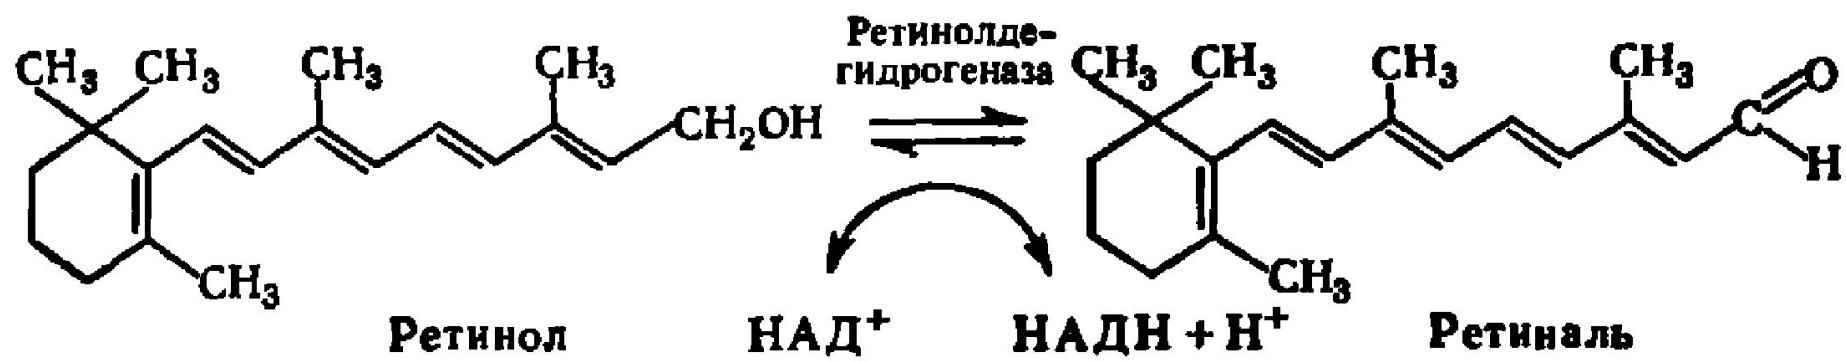 Ретинолде-
гидрогеназа
CH₃ CH₃ CH₃ CH₃ CH₃ CH₃ CH₃ CH₃
CH₂OH C O
H
CH₃ CH₃
Ретинол НАД⁺ НАДН + Н⁺ Ретиналь